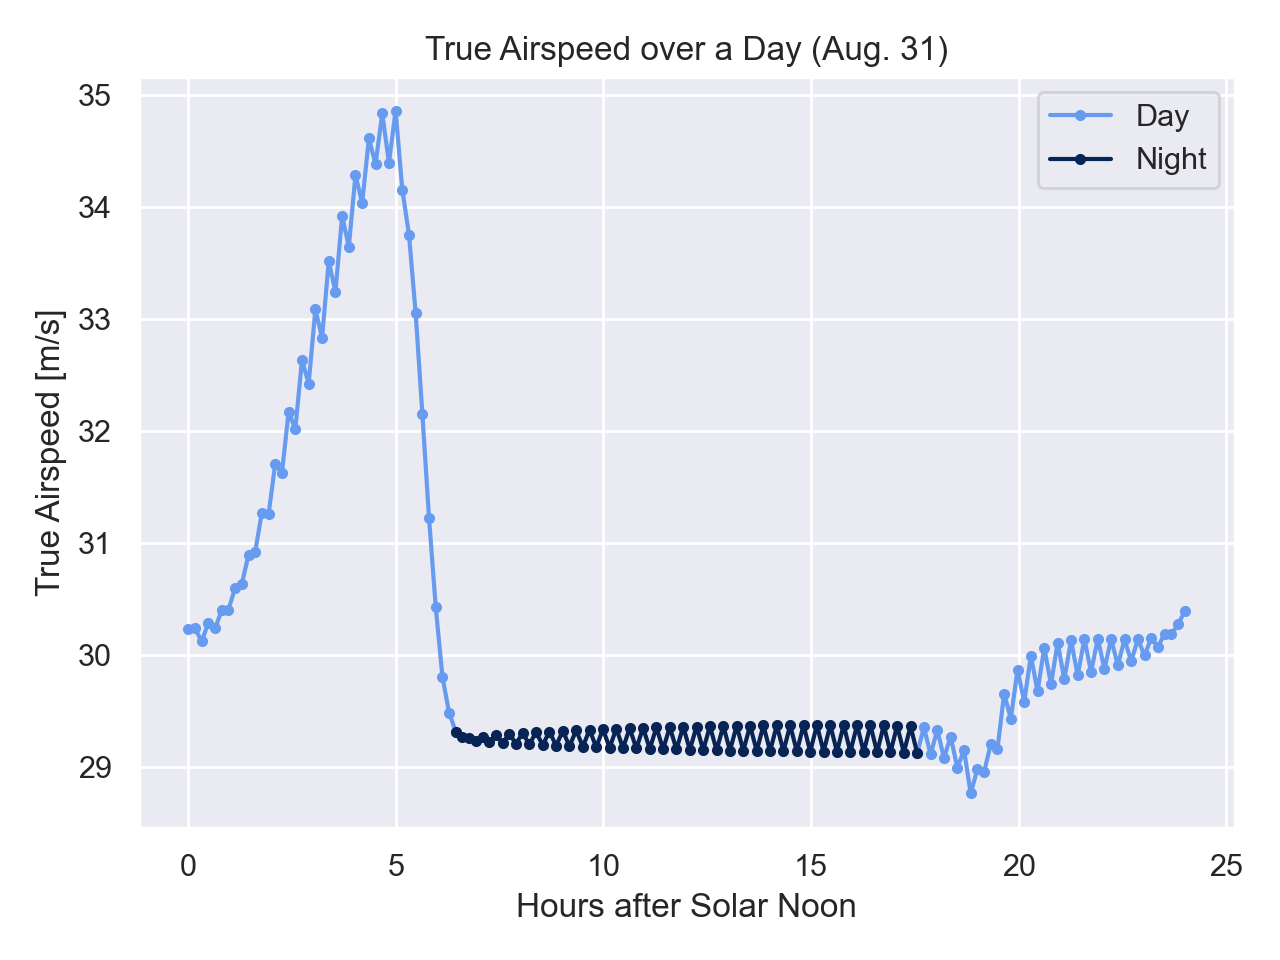 True Airspeed over a Day (Aug. 31)
35
34
33
32
31
30
29
True Airspeed [m/s]
Day
Night
0 5 10 15 20 25
Hours after Solar Noon